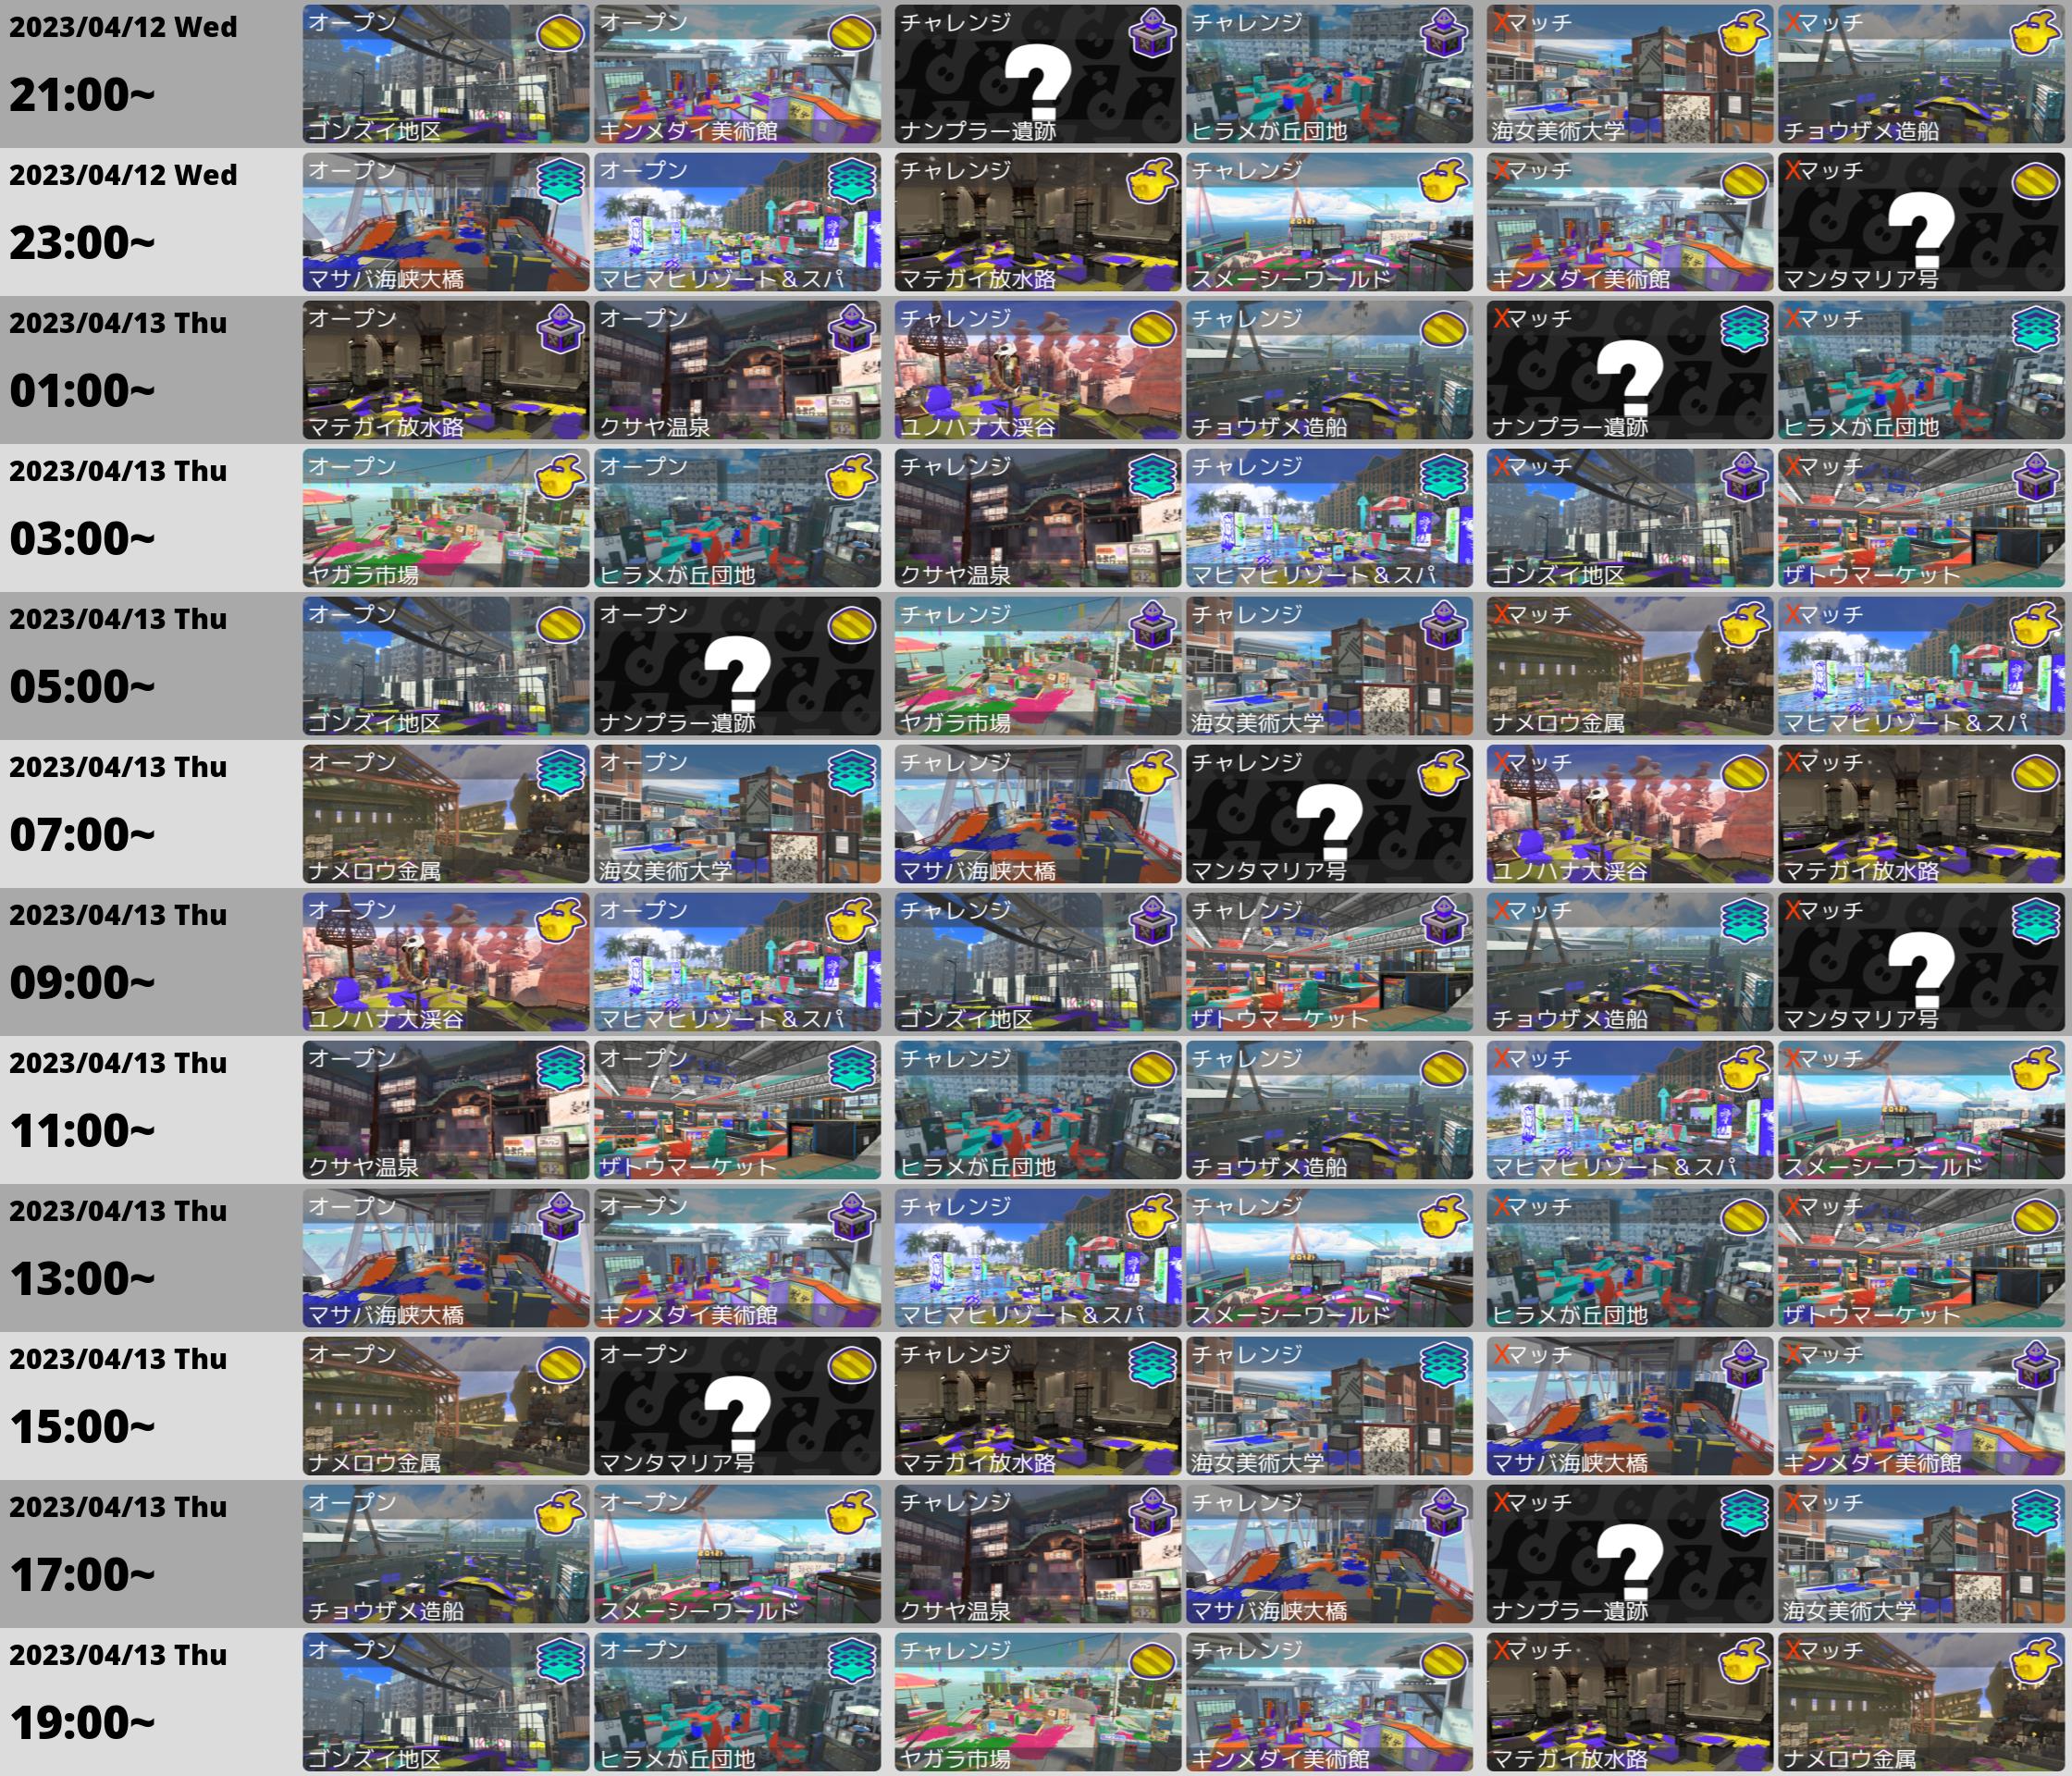 2023/04/12 Wed
21:00~
オープン オープン チャレンジ チャレンジ Xマッチ Xマッチ
ゴンズイ地区 キンメダイ美術館 ナンプラー遺跡 ヒラメが丘団地 海女美術大学 チョウザメ造船
2023/04/12 Wed
23:00~
オープン オープン チャレンジ チャレンジ Xマッチ Xマッチ
マサバ海峡大橋 マヒマヒリゾート＆スパ マテガイ放水路 スメーシーワールド キンメダイ美術館 マンタマリア号
2023/04/13 Thu
01:00~
オープン オープン チャレンジ チャレンジ Xマッチ Xマッチ
マテガイ放水路 クサヤ温泉 ユノハナ大渓谷 チョウザメ造船 ナンプラー遺跡 ヒラメが丘団地
2023/04/13 Thu
03:00~
オープン オープン チャレンジ チャレンジ Xマッチ Xマッチ
ヤガラ市場 ヒラメが丘団地 クサヤ温泉 マヒマヒリゾート＆スパ ゴンズイ地区 ザトウマーケット
2023/04/13 Thu
05:00~
オープン オープン チャレンジ チャレンジ Xマッチ Xマッチ
ゴンズイ地区 ナンプラー遺跡 ヤガラ市場 海女美術大学 ナメロウ金属 マヒマヒリゾート＆スパ
2023/04/13 Thu
07:00~
オープン オープン チャレンジ チャレンジ Xマッチ Xマッチ
ナメロウ金属 海女美術大学 マサバ海峡大橋 マンタマリア号 ユノハナ大渓谷 マテガイ放水路
2023/04/13 Thu
09:00~
オープン オープン チャレンジ チャレンジ Xマッチ Xマッチ
ユノハナ大渓谷 マヒマヒリゾート＆スパ ゴンズイ地区 ザトウマーケット チョウザメ造船 マンタマリア号
2023/04/13 Thu
11:00~
オープン オープン チャレンジ チャレンジ Xマッチ Xマッチ
クサヤ温泉 ザトウマーケット ヒラメが丘団地 チョウザメ造船 マヒマヒリゾート＆スパ スメーシーワールド
2023/04/13 Thu
13:00~
オープン オープン チャレンジ チャレンジ Xマッチ Xマッチ
マサバ海峡大橋 キンメダイ美術館 マヒマヒリゾート＆スパ スメーシーワールド ヒラメが丘団地 ザトウマーケット
2023/04/13 Thu
15:00~
オープン オープン チャレンジ チャレンジ Xマッチ Xマッチ
ナメロウ金属 マンタマリア号 マテガイ放水路 海女美術大学 マサバ海峡大橋 キンメダイ美術館
2023/04/13 Thu
17:00~
オープン オープン チャレンジ チャレンジ Xマッチ Xマッチ
チョウザメ造船 スメーシーワールド クサヤ温泉 マサバ海峡大橋 ナンプラー遺跡 海女美術大学
2023/04/13 Thu
19:00~
オープン オープン チャレンジ チャレンジ Xマッチ Xマッチ
ゴンズイ地区 ヒラメが丘団地 ヤガラ市場 キンメダイ美術館 マテガイ放水路 ナメロウ金属